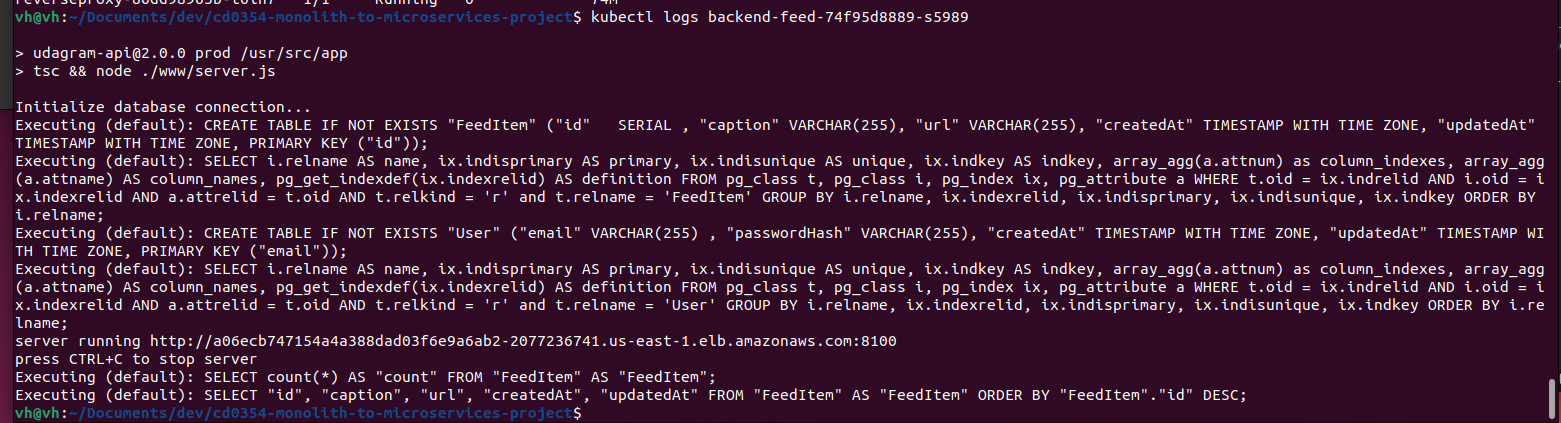 vh@vh:~/Documents/dev/cd0354-monolith-to-microservices-project$ kubectl logs backend-feed-74f95d8889-s5989
> udagram-api@2.0.0 prod /usr/src/app
> tsc && node ./www/server.js
Initialize database connection...
Executing (default): CREATE TABLE IF NOT EXISTS "FeedItem" ("id"   SERIAL , "caption" VARCHAR(255), "url" VARCHAR(255), "createdAt" TIMESTAMP WITH TIME ZONE, "updatedAt"
TIMESTAMP WITH TIME ZONE, PRIMARY KEY ("id"));
Executing (default): SELECT i.relname AS name, ix.indisprimary AS primary, ix.indisunique AS unique, ix.indkey AS indkey, array_agg(a.attnum) as column_indexes, array_agg
(a.attname) AS column_names, pg_get_indexdef(ix.indexrelid) AS definition FROM pg_class t, pg_class i, pg_index ix, pg_attribute a WHERE t.oid = ix.indrelid AND i.oid = i
x.indexrelid AND a.attrelid = t.oid AND t.relkind = 'r' and t.relname = 'FeedItem' GROUP BY i.relname, ix.indexrelid, ix.indisprimary, ix.indisunique, ix.indkey ORDER BY
i.relname;
Executing (default): CREATE TABLE IF NOT EXISTS "User" ("email" VARCHAR(255) , "passwordHash" VARCHAR(255), "createdAt" TIMESTAMP WITH TIME ZONE, "updatedAt" TIMESTAMP WI
TH TIME ZONE, PRIMARY KEY ("email"));
Executing (default): SELECT i.relname AS name, ix.indisprimary AS primary, ix.indisunique AS unique, ix.indkey AS indkey, array_agg(a.attnum) as column_indexes, array_agg
(a.attname) AS column_names, pg_get_indexdef(ix.indexrelid) AS definition FROM pg_class t, pg_class i, pg_index ix, pg_attribute a WHERE t.oid = ix.indrelid AND i.oid = i
x.indexrelid AND a.attrelid = t.oid AND t.relkind = 'r' and t.relname = 'User' GROUP BY i.relname, ix.indexrelid, ix.indisprimary, ix.indisunique, ix.indkey ORDER BY i.re
lname;
server running http://a06ecb747154a4a388dad03f6e9a6ab2-2077236741.us-east-1.elb.amazonaws.com:8100
press CTRL+C to stop server
Executing (default): SELECT count(*) AS "count" FROM "FeedItem" AS "FeedItem";
Executing (default): SELECT "id", "caption", "url", "createdAt", "updatedAt" FROM "FeedItem" AS "FeedItem" ORDER BY "FeedItem"."id" DESC;
vh@vh:~/Documents/dev/cd0354-monolith-to-microservices-project$